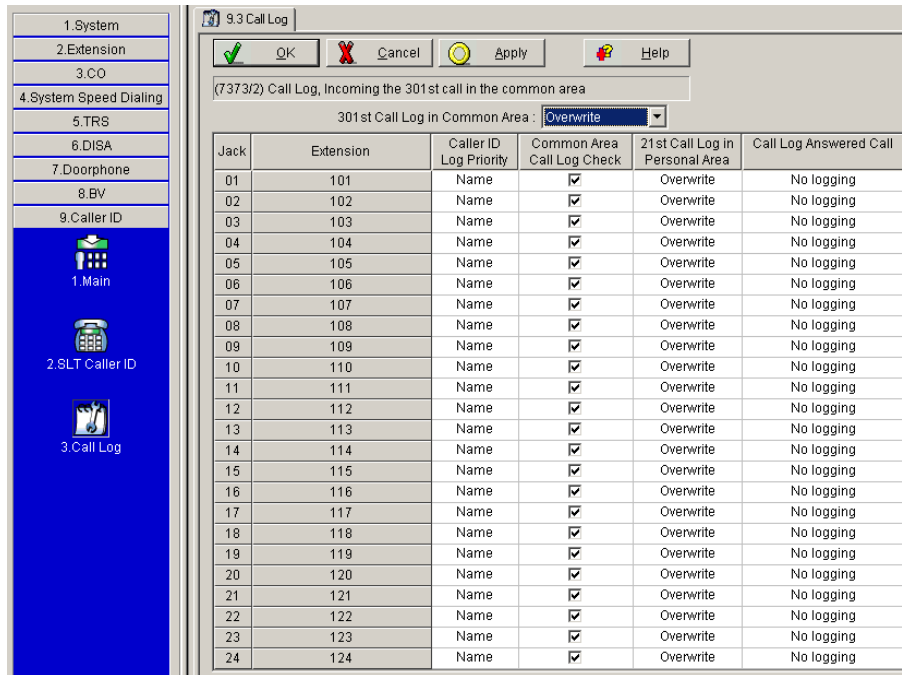 1.System
2.Extension
3.CO
4.System Speed Dialing
5.TRS
6.DISA
7.Doorphone
8.BV
9.Caller ID
1.Main
2.SLT Caller ID
3.Call Log
9.3 Call Log
OK Cancel Apply Help
(7373/2) Call Log, Incoming the 301st call in the common area
301st Call Log in Common Area : Overwrite
Jack Extension Caller ID Log Priority Common Area Call Log Check 21st Call Log in Personal Area Call Log Answered Call
01 101 Name Overwrite No logging
02 102 Name Overwrite No logging
03 103 Name Overwrite No logging
04 104 Name Overwrite No logging
05 105 Name Overwrite No logging
06 106 Name Overwrite No logging
07 107 Name Overwrite No logging
08 108 Name Overwrite No logging
09 109 Name Overwrite No logging
10 110 Name Overwrite No logging
11 111 Name Overwrite No logging
12 112 Name Overwrite No logging
13 113 Name Overwrite No logging
14 114 Name Overwrite No logging
15 115 Name Overwrite No logging
16 116 Name Overwrite No logging
17 117 Name Overwrite No logging
18 118 Name Overwrite No logging
19 119 Name Overwrite No logging
20 120 Name Overwrite No logging
21 121 Name Overwrite No logging
22 122 Name Overwrite No logging
23 123 Name Overwrite No logging
24 124 Name Overwrite No logging